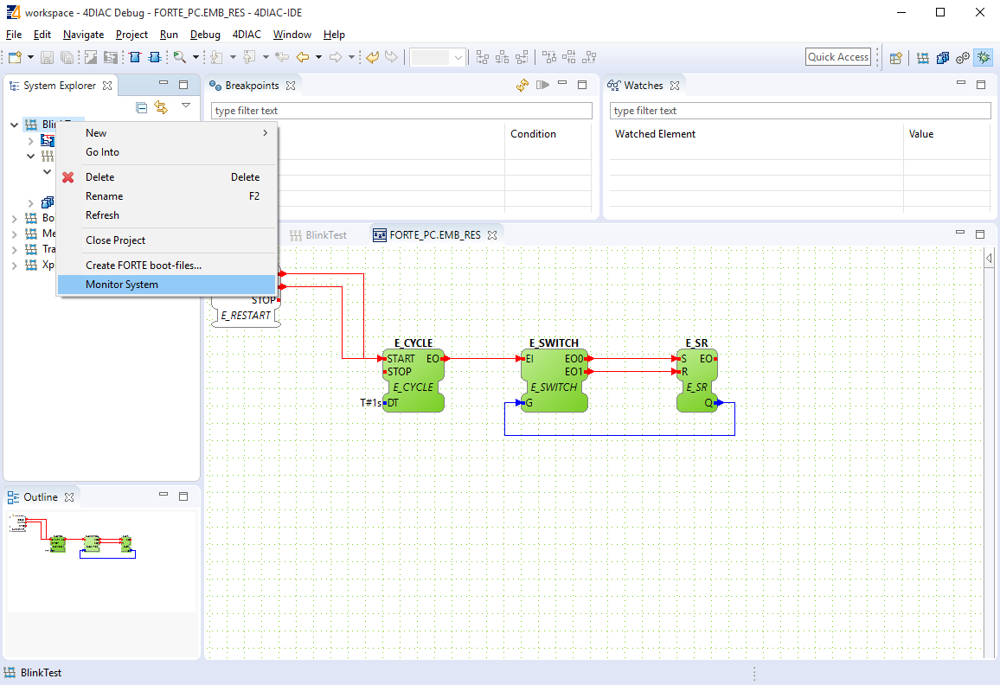 workspace - 4DIAC Debug - FORTE_PC.EMB_RES - 4DIAC-IDE
File Edit Navigate Project Run Debug 4DIAC Window Help
Quick Access
System Explorer
Breakpoints
Watches
type filter text
type filter text
Condition
Watched Element
Value
New
Go Into
Delete Delete
Rename F2
Refresh
Close Project
Create FORTE boot-files...
Monitor System
Bo
Me
Tra
Xp
BlinkTest
FORTE_PC.EMB_RES
STOP
E_RESTART
E_CYCLE
START EO
STOP
E_CYCLE
T#1s DT
E_SWITCH
EI EO0
EO1
E_SWITCH
G
E_SR
S EO
R
E_SR
Q
Outline
BlinkTest